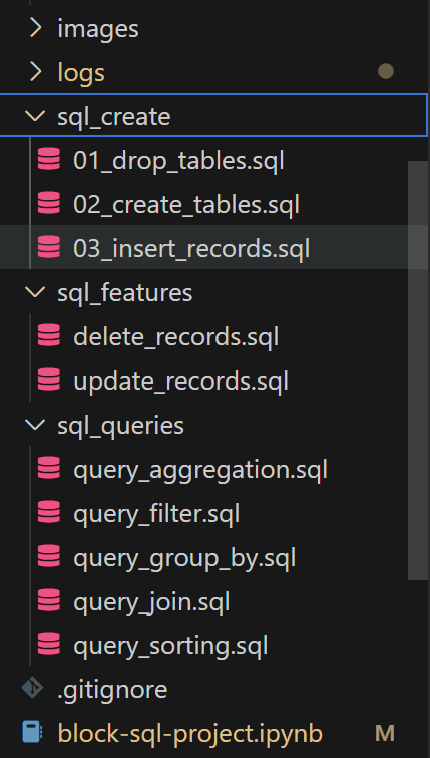 images
logs
sql_create
01_drop_tables.sql
02_create_tables.sql
03_insert_records.sql
sql_features
delete_records.sql
update_records.sql
sql_queries
query_aggregation.sql
query_filter.sql
query_group_by.sql
query_join.sql
query_sorting.sql
.gitignore
block-sql-project.ipynb M